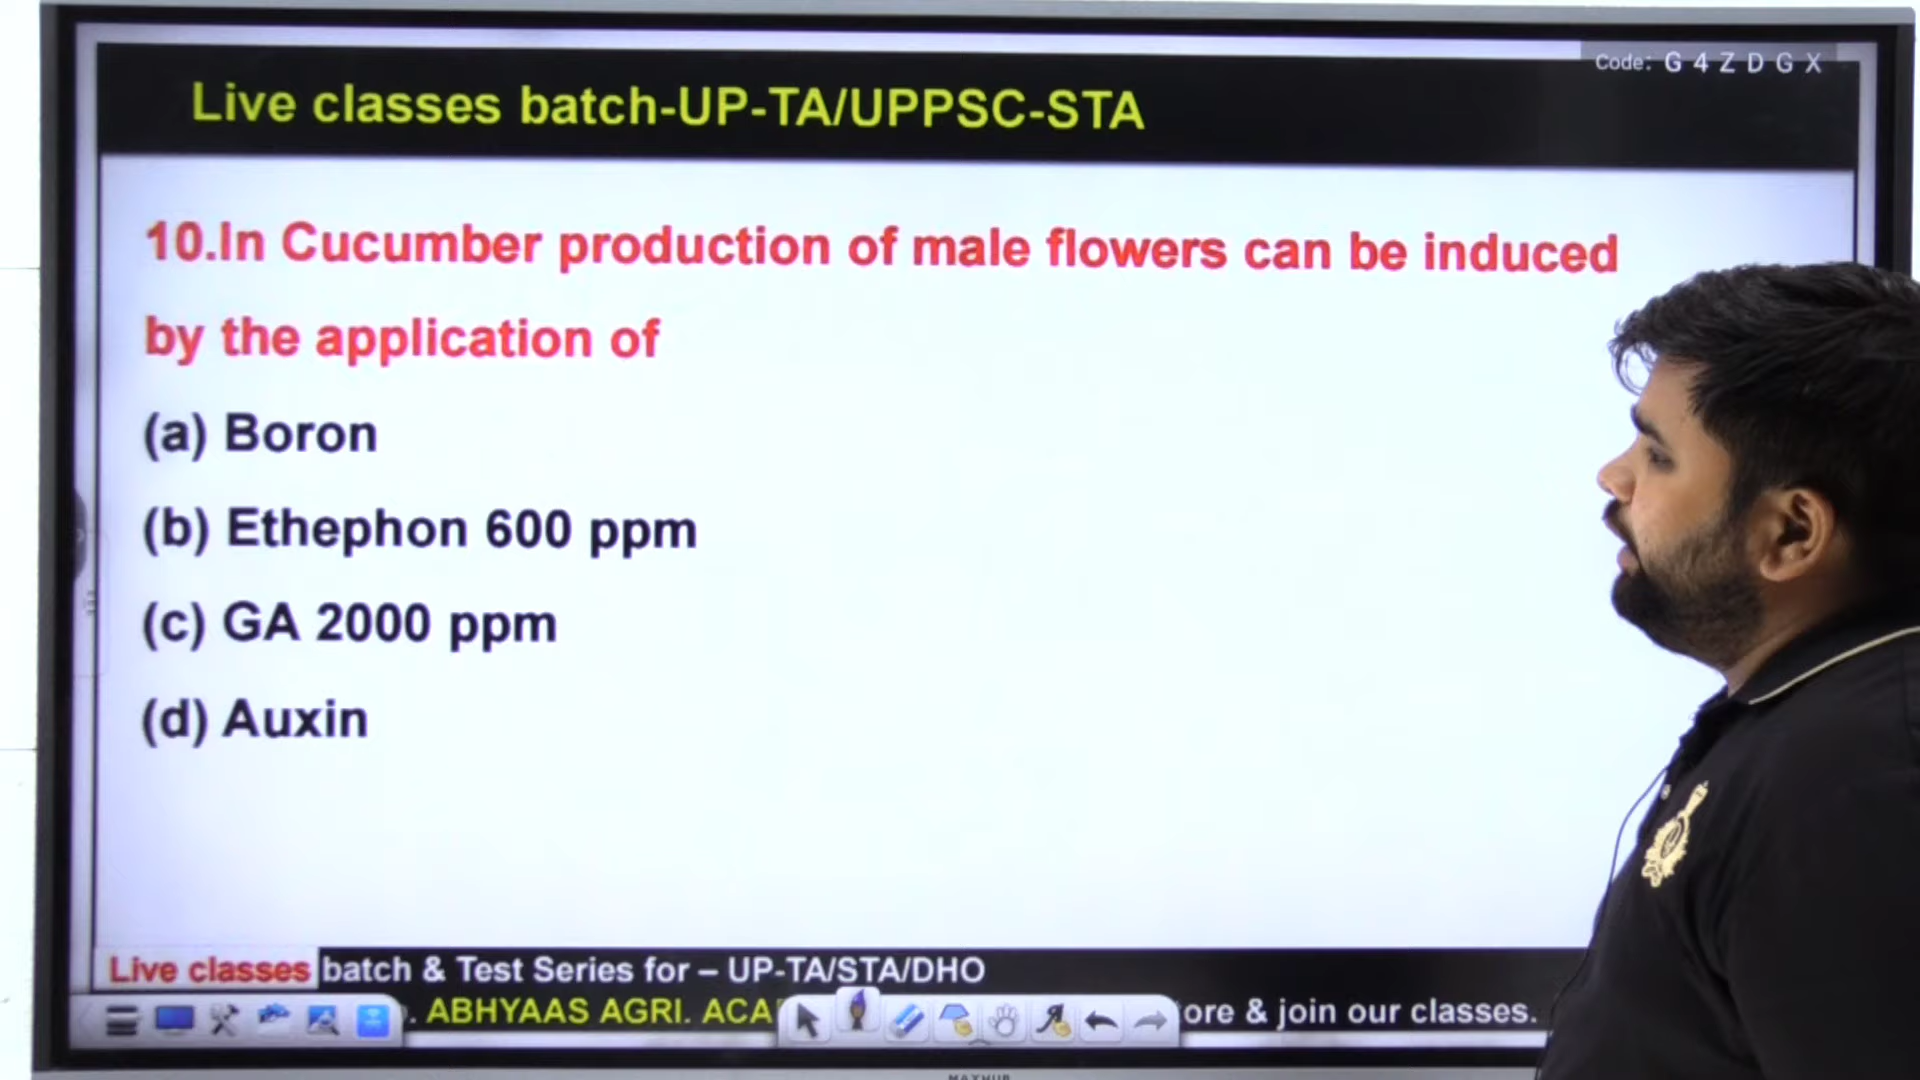 Code: G 4 Z D G X
Live classes batch-UP-TA/UPPSC-STA
10.In Cucumber production of male flowers can be induced
by the application of
(a) Boron
(b) Ethephon 600 ppm
(c) GA 2000 ppm
(d) Auxin
Live classes batch & Test Series for – UP-TA/STA/DHO
. ABHYAAS AGRI. ACA ore & join our classes.